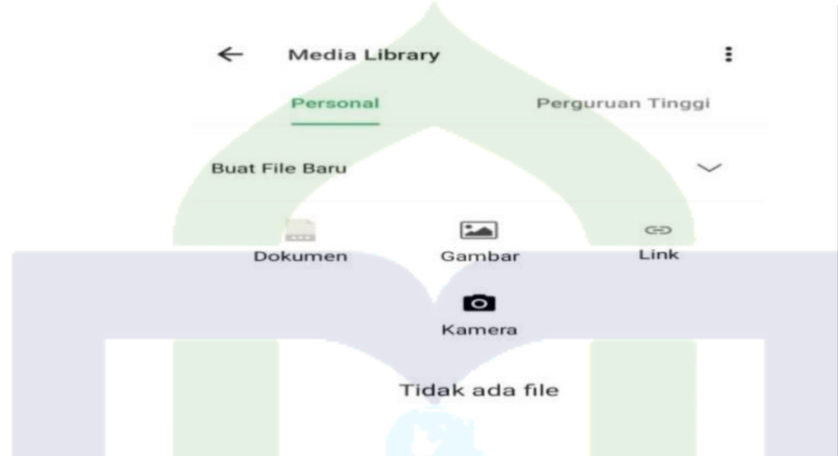 Media Library
Personal Perguruan Tinggi
Buat File Baru
Dokumen Gambar Link
Kamera
Tidak ada file